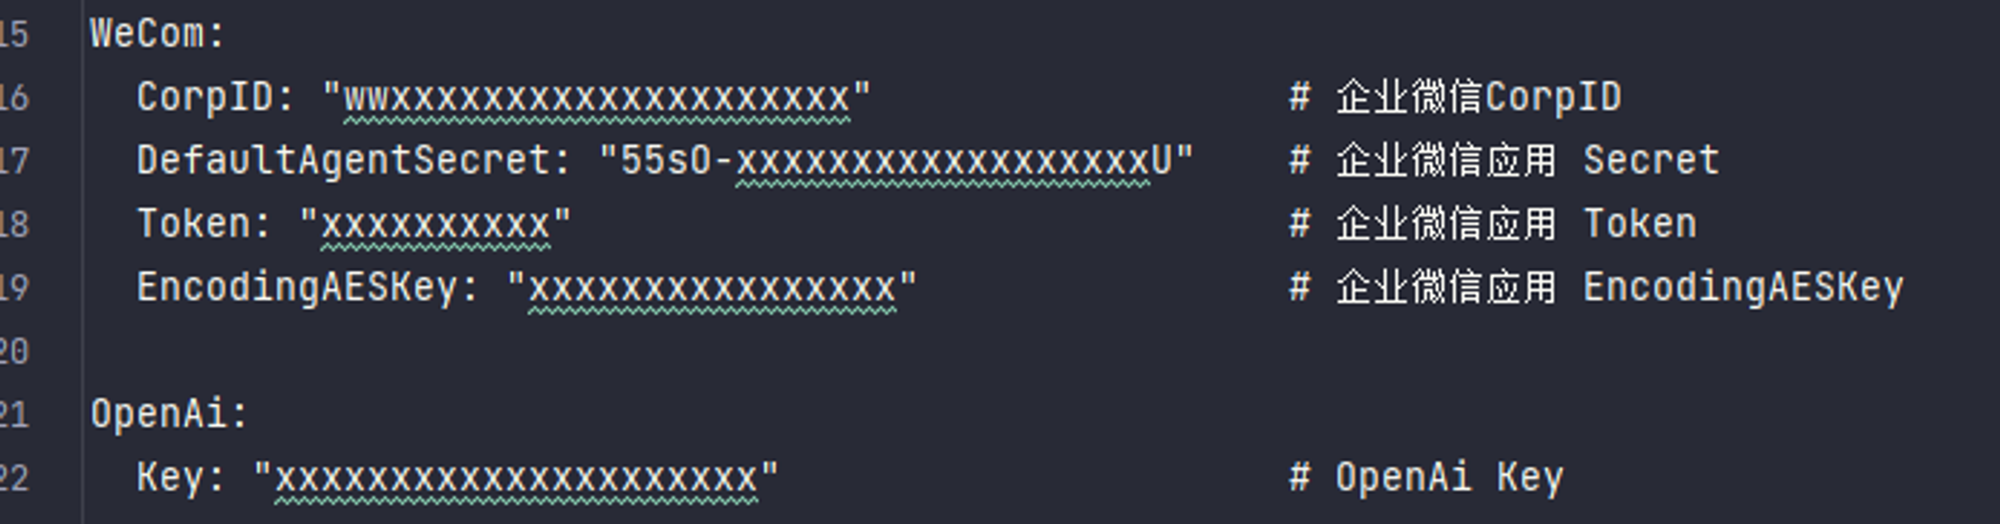 15 WeCom:
16 CorpID: "wwxxxxxxxxxxxxxxxxxxxx" # 企业微信CorpID
17 DefaultAgentSecret: "55sO-xxxxxxxxxxxxxxxxxxU" # 企业微信应用 Secret
18 Token: "xxxxxxxxxx" # 企业微信应用 Token
19 EncodingAESKey: "xxxxxxxxxxxxxxxx" # 企业微信应用 EncodingAESKey
20
21 OpenAi:
22 Key: "xxxxxxxxxxxxxxxxxxxxx" # OpenAi Key